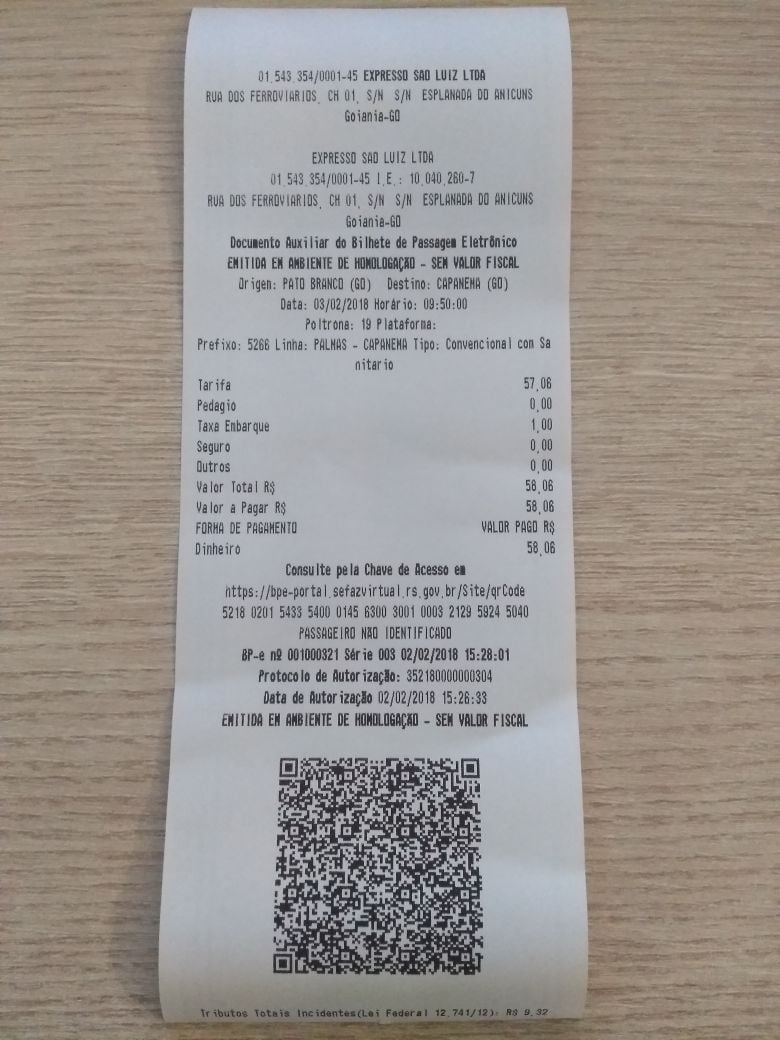 01.543.354/0001-45 EXPRESSO SAO LUIZ LTDA
RUA DOS FERROVIARIOS, CH 01, S/N  S/N  ESPLANADA DO ANICUNS
Goiania-GO
EXPRESSO SAO LUIZ LTDA
01.543.354/0001-45 I.E.: 10.040.260-7
RUA DOS FERROVIARIOS, CH 01, S/N  S/N  ESPLANADA DO ANICUNS
Goiania-GO
Documento Auxiliar do Bilhete de Passagem Eletrônico
EMITIDA EM AMBIENTE DE HOMOLOGAÇÃO - SEM VALOR FISCAL
Origem: PATO BRANCO (GO)  Destino: CAPANEMA (GO)
Data: 03/02/2018 Horário: 09:50:00
Poltrona: 19 Plataforma:
Prefixo: 5266 Linha: PALMAS - CAPANEMA Tipo: Convencional com Sa
nitario
Tarifa 57,06
Pedagio 0,00
Taxa Embarque 1,00
Seguro 0,00
Outros 0,00
Valor Total R$ 58,06
Valor a Pagar R$ 58,06
FORMA DE PAGAMENTO VALOR PAGO R$
Dinheiro 58,06
Consulte pela Chave de Acesso em
https://bpe-portal.sefazvirtual.rs.gov.br/Site/qrCode
5218 0201 5433 5400 0145 6300 3001 0003 2129 5924 5040
PASSAGEIRO NÃO IDENTIFICADO
BP-e nº 001000321 Série 003 02/02/2018 15:28:01
Protocolo de Autorização: 352180000000304
Data de Autorização 02/02/2018 15:26:33
EMITIDA EM AMBIENTE DE HOMOLOGAÇÃO - SEM VALOR FISCAL
Tributos Totais Incidentes(Lei Federal 12.741/12): R$ 9,32